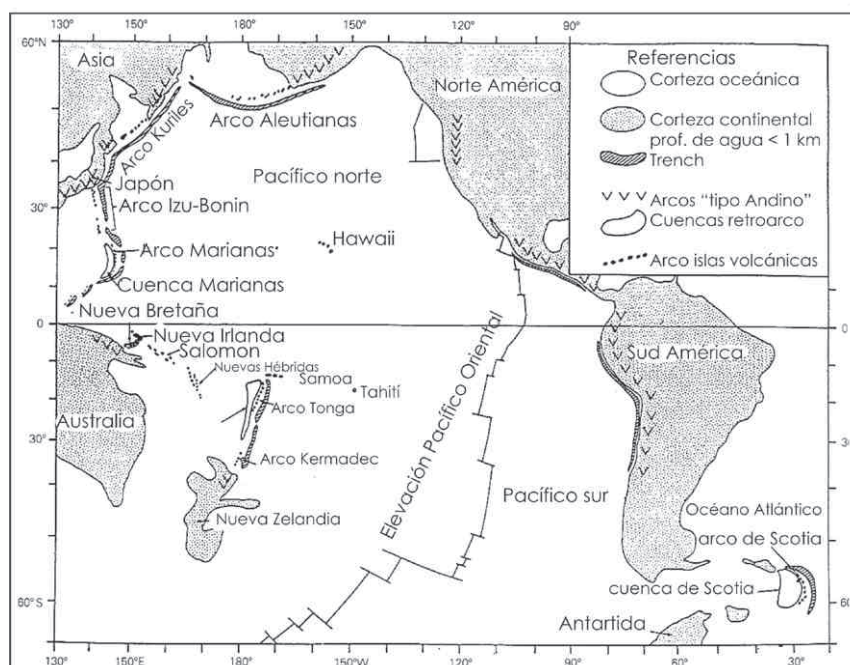 130° 150° 180° 150° 120° 90°
60°N
Asia
Norte América
Referencias
Corteza oceánica
Corteza continental
prof. de agua < 1 km
Trench
Arcos "tipo Andino"
Cuencas retroarco
Arco islas volcánicas
Arco Aleutianas
Arco Kuriles
Pacífico norte
Japón
Arco Izu-Bonin
30°
Hawaii
Arco Marianas
Cuenca Marianas
Nueva Bretaña
0
0°
Nueva Irlanda
Salomon
Nuevas Hébridas
Samoa
Tahití
Sud América
Australia
Arco Tonga
30°
30°
Arco Kermadec
Elevación Pacífico Oriental
Pacífico sur
Nueva Zelandia
Océano Atlántico
arco de Scotia
cuenca de Scotia
60°S
60°
Antartida
130° 150°E 180° 150°W 120° 90° 60° 30°